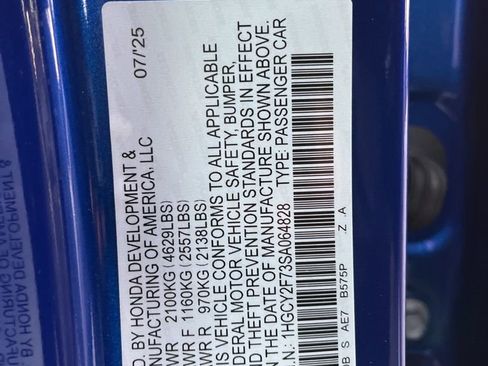 D. BY HONDA DEVELOPMENT &
NUFACTURING OF AMERICA, LLC
07/'25
WR 2100KG (4629LBS)
WR F 1160KG (2557LBS)
WR R 970KG (2138LBS)
VEHICLE CONFORMS TO ALL APPLICABLE
DERAL MOTOR VEHICLE SAFETY, BUMPER,
THEFT PREVENTION STANDARDS IN EFFECT
THE DATE OF MANUFACTURE SHOWN ABOVE.
.N.: 1HGCY2F73SA064828 TYPE: PASSENGER CAR
OB S AE7 B575P Z A